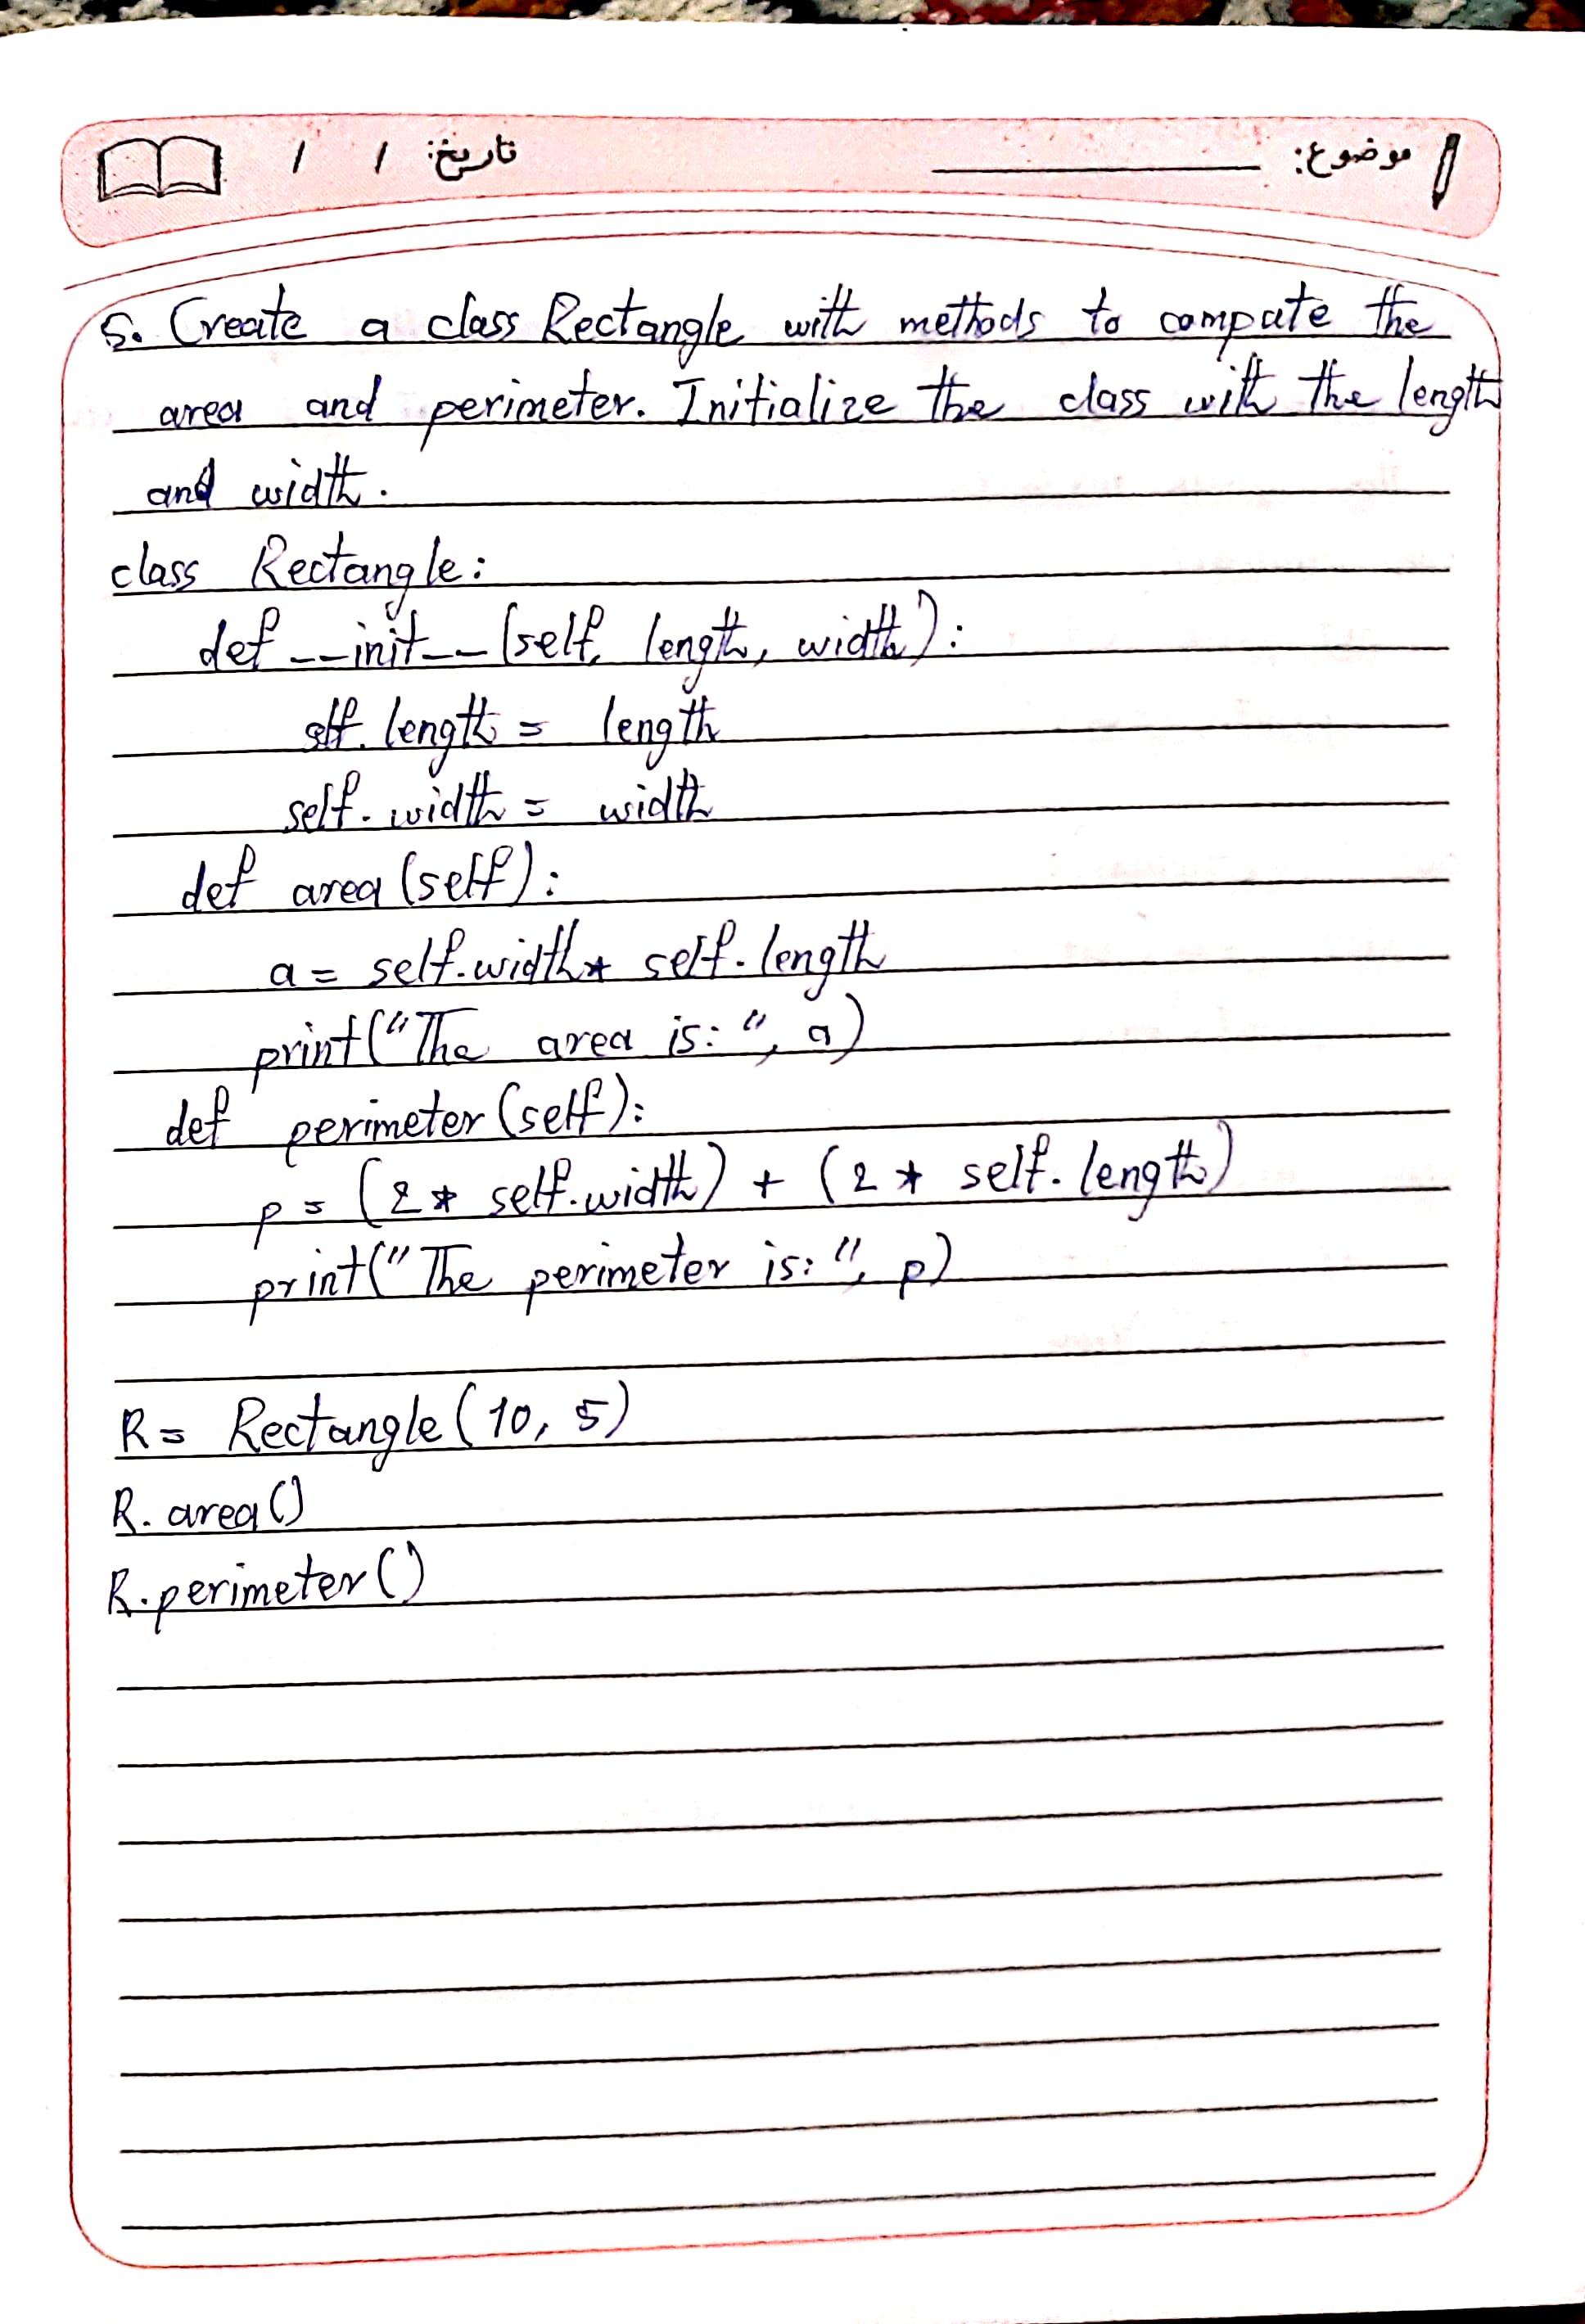 موضوع: تاریخ: / /
5. Create a class Rectangle with methods to compute the
area and perimeter. Initialize the class with the length
and width.
class Rectangle:
def __init__(self, length, width):
self.length = length
self.width = width
def area(self):
a = self.width * self.length
print("The area is: ", a)
def perimeter(self):
p = (2 * self.width) + (2 * self.length)
print("The perimeter is: ", p)
R = Rectangle(10, 5)
R.area()
R.perimeter()